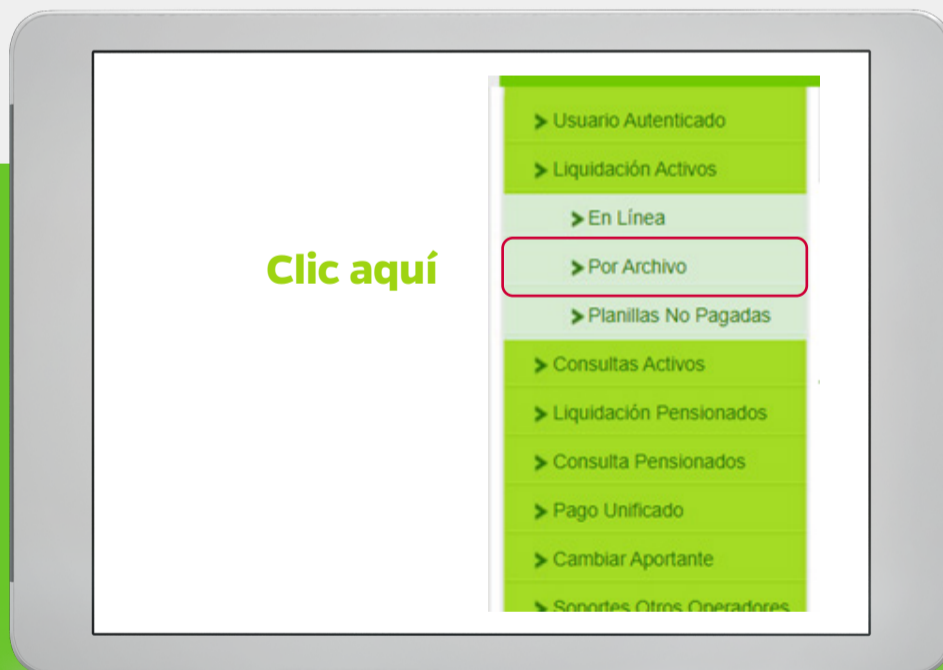 Usuario Autenticado
Liquidación Activos
En Línea
Clic aquí
Por Archivo
Planillas No Pagadas
Consultas Activos
Liquidación Pensionados
Consulta Pensionados
Pago Unificado
Cambiar Aportante
Soportes Otros Operadores